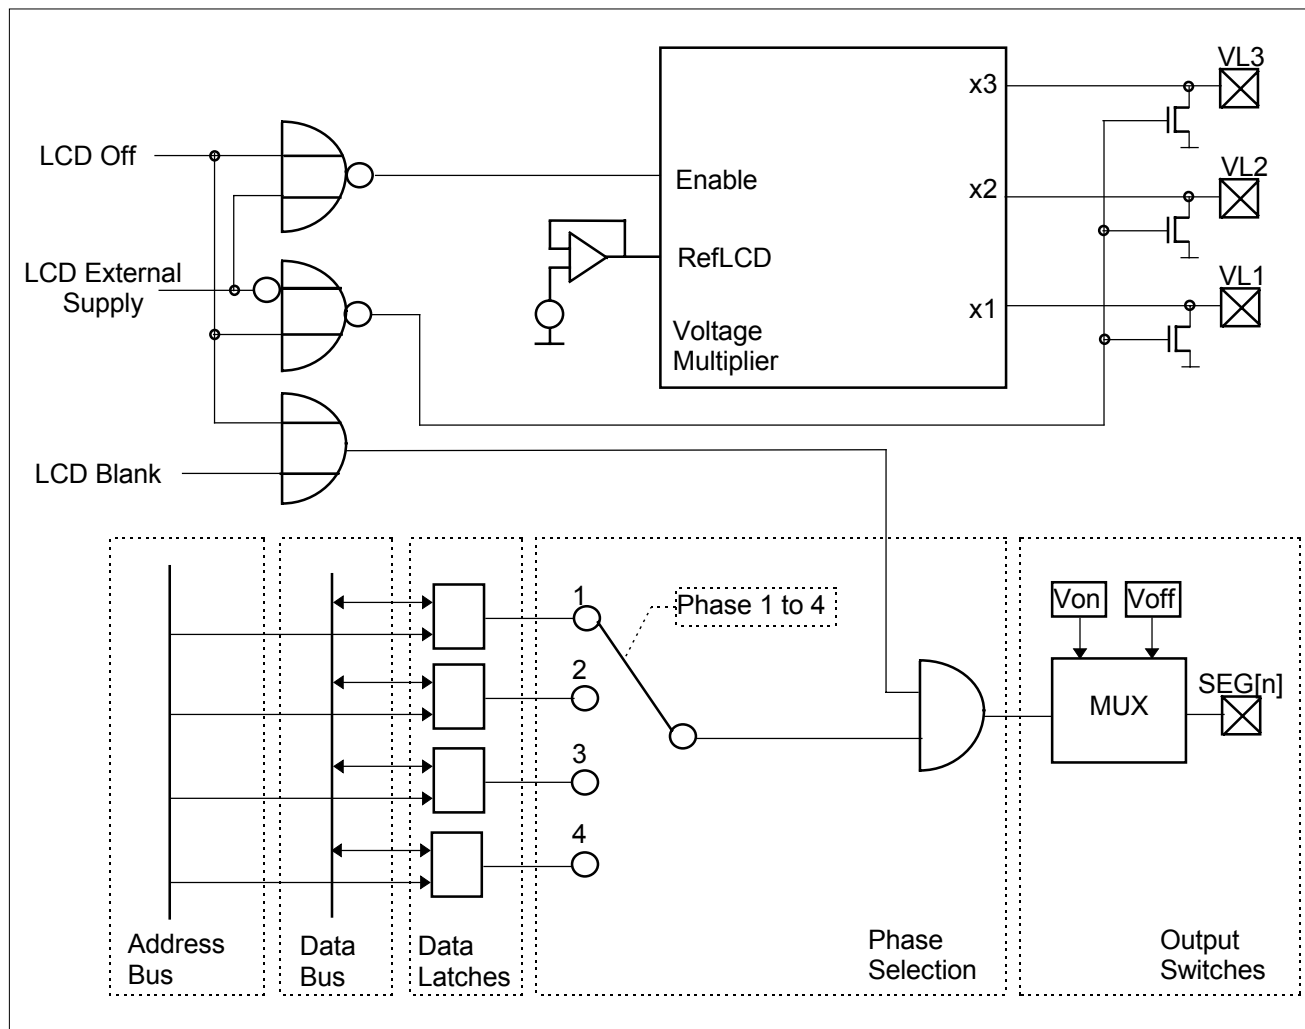 VL3
x3
LCD Off
Enable
x2
VL2
LCD External
Supply
RefLCD
VL1
x1
Voltage
Multiplier
LCD Blank
1
Phase 1 to 4
Von
Voff
2
SEG[n]
MUX
3
4
Address
Bus
Data
Bus
Data
Latches
Phase
Selection
Output
Switches